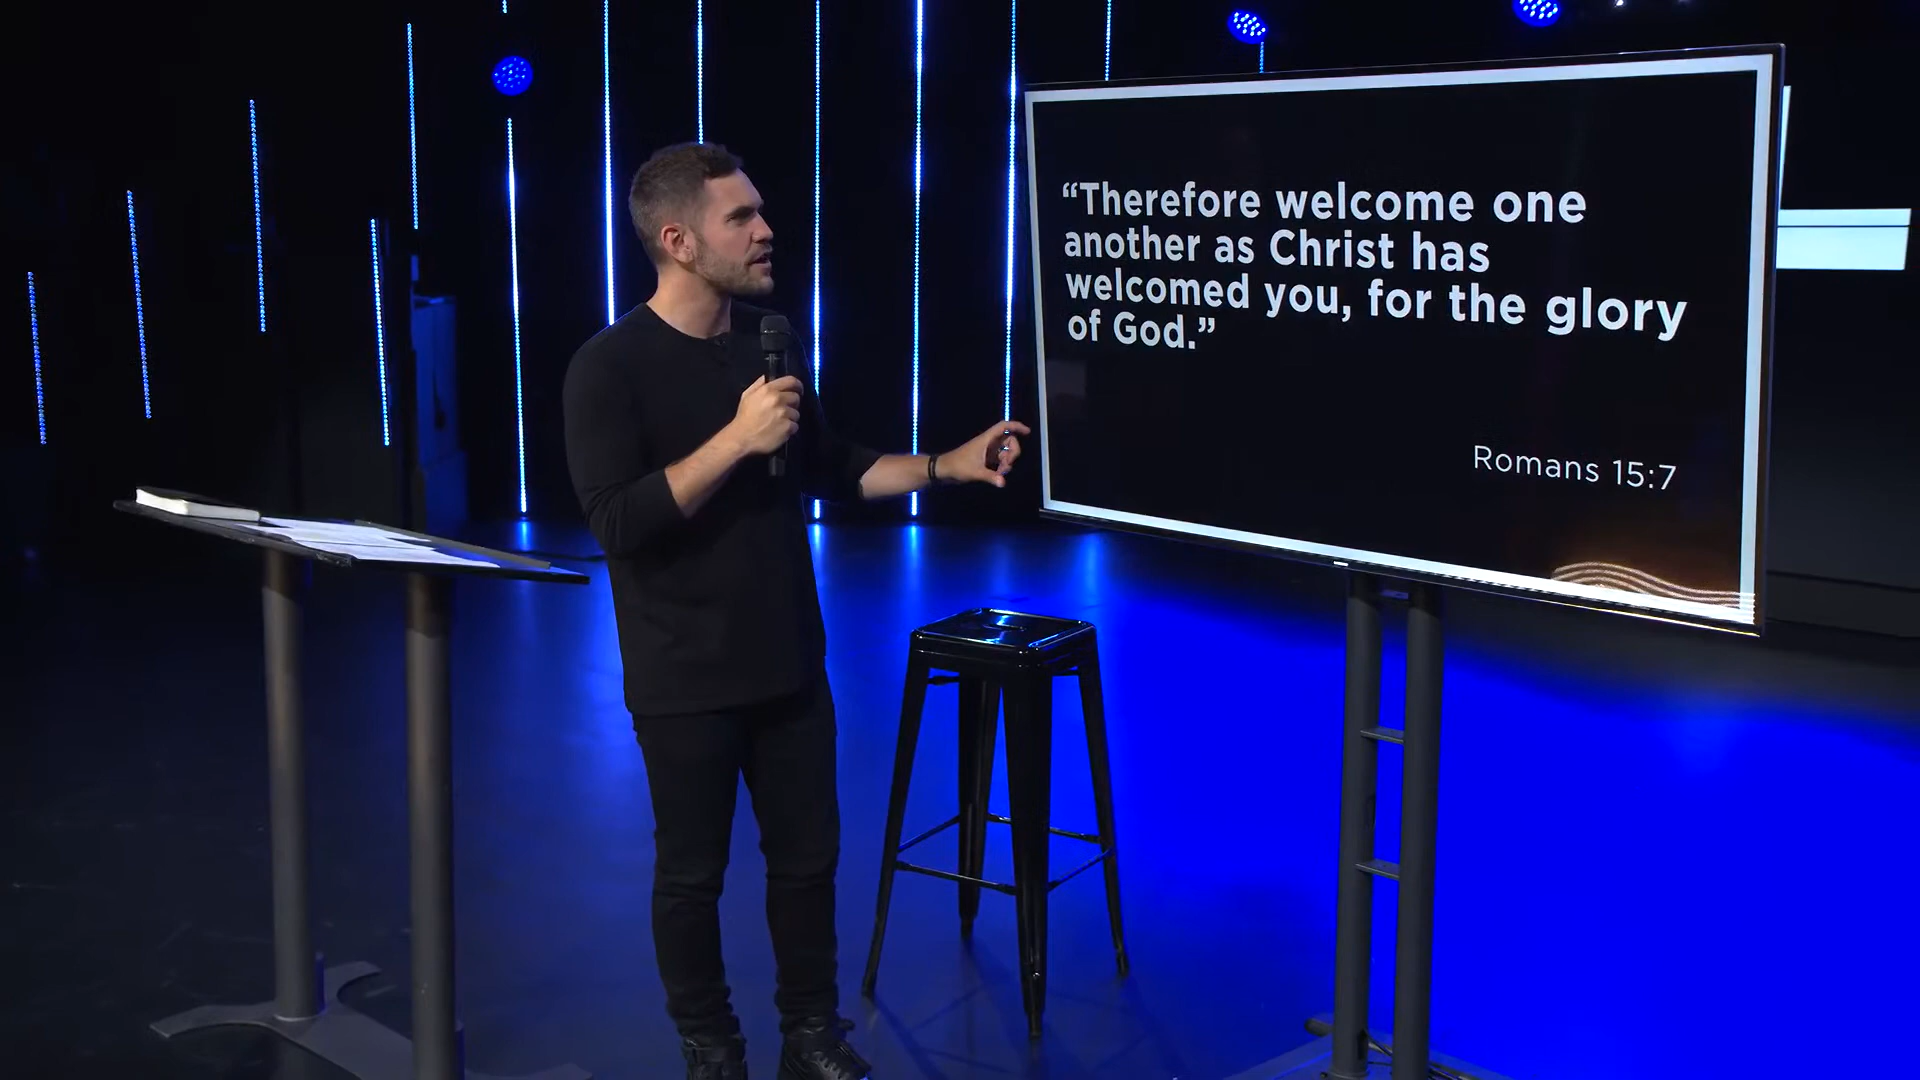 “Therefore welcome one
another as Christ has
welcomed you, for the glory
of God.”
Romans 15:7